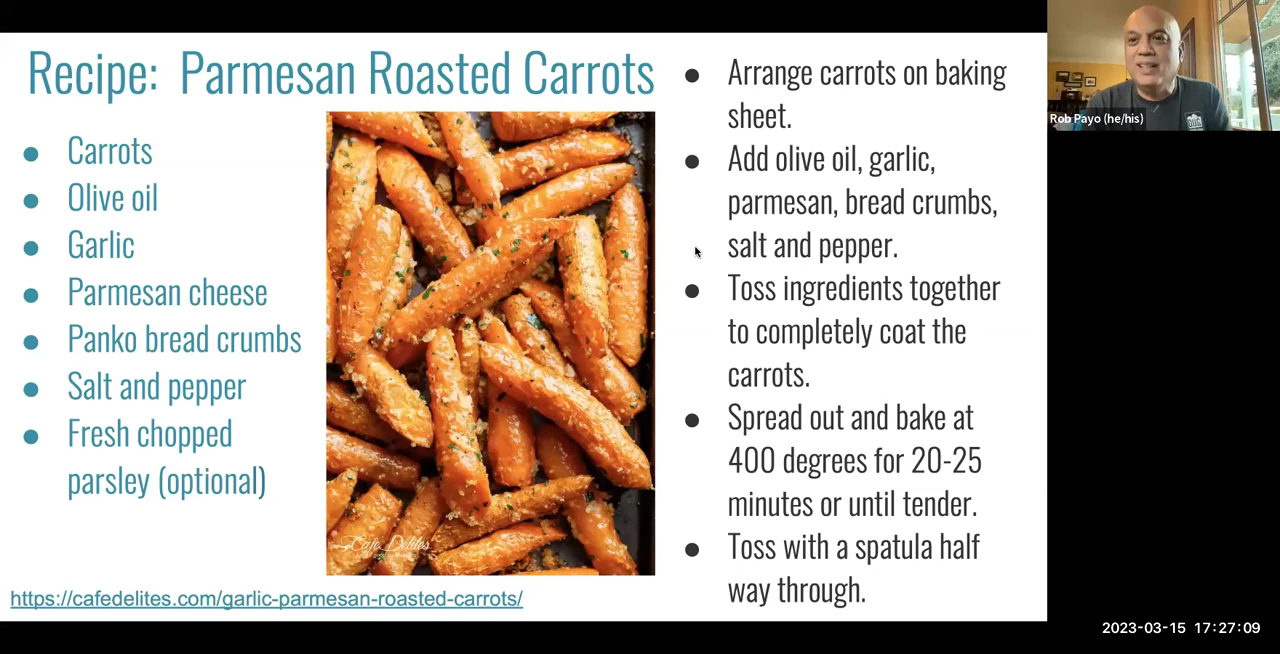 Recipe: Parmesan Roasted Carrots
Carrots
Olive oil
Garlic
Parmesan cheese
Panko bread crumbs
Salt and pepper
Fresh chopped
parsley (optional)
Cafe Delites
https://cafedelites.com/garlic-parmesan-roasted-carrots/
Arrange carrots on baking
sheet.
Add olive oil, garlic,
parmesan, bread crumbs,
salt and pepper.
Toss ingredients together
to completely coat the
carrots.
Spread out and bake at
400 degrees for 20-25
minutes or until tender.
Toss with a spatula half
way through.
Rob Payo (he/his)
2023-03-15 17:27:09